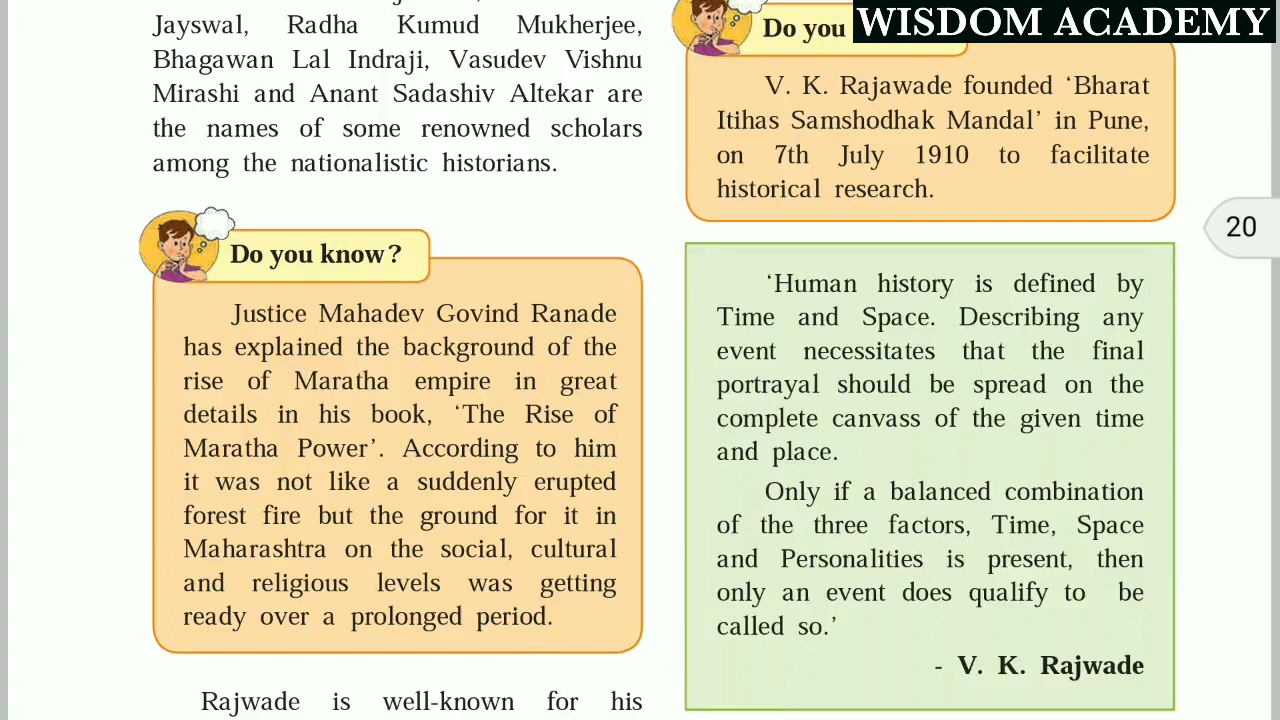 Jayswal, Radha Kumud Mukherjee,
Bhagawan Lal Indraji, Vasudev Vishnu
Mirashi and Anant Sadashiv Altekar are
the names of some renowned scholars
among the nationalistic historians.
Do you know?
Justice Mahadev Govind Ranade
has explained the background of the
rise of Maratha empire in great
details in his book, ‘The Rise of
Maratha Power’. According to him
it was not like a suddenly erupted
forest fire but the ground for it in
Maharashtra on the social, cultural
and religious levels was getting
ready over a prolonged period.
Rajwade is well-known for his
Do you
WISDOM ACADEMY
V. K. Rajawade founded ‘Bharat
Itihas Samshodhak Mandal’ in Pune,
on 7th July 1910 to facilitate
historical research.
‘Human history is defined by
Time and Space. Describing any
event necessitates that the final
portrayal should be spread on the
complete canvass of the given time
and place.
Only if a balanced combination
of the three factors, Time, Space
and Personalities is present, then
only an event does qualify to be
called so.’
- V. K. Rajwade
20